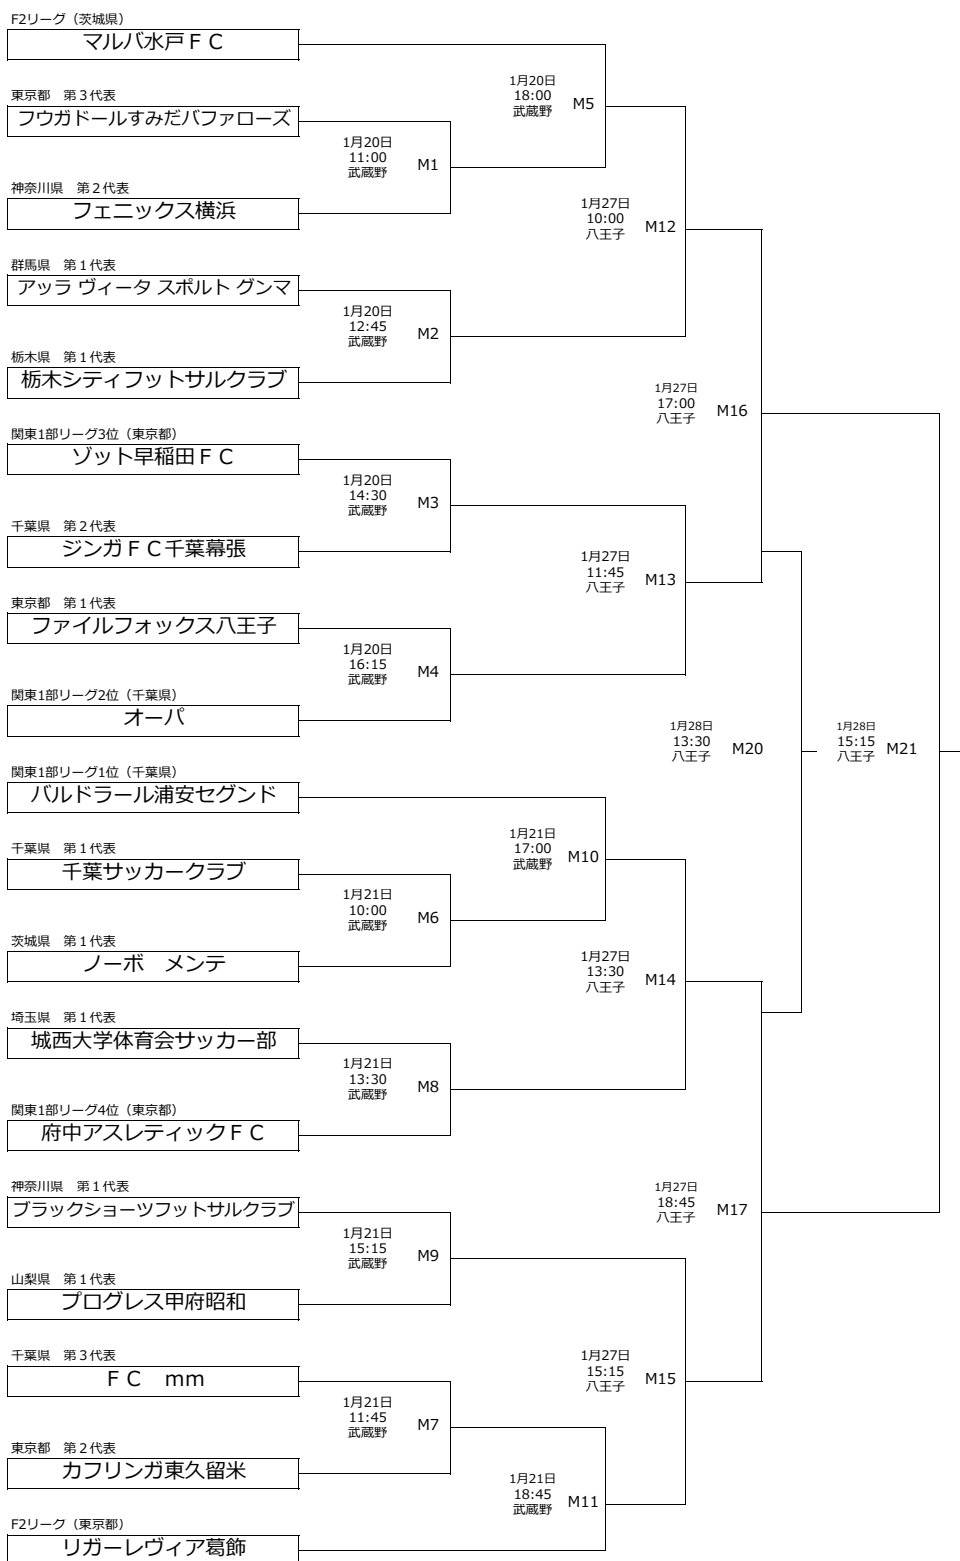 F2リーグ（茨城県）
マルバ水戸ＦＣ
1月20日
18:00
武蔵野
M5
東京都　第３代表
フウガドールすみだバファローズ
1月20日
11:00
武蔵野
M1
神奈川県　第２代表
フェニックス横浜
1月27日
10:00
八王子
M12
群馬県　第１代表
アッラ ヴィータ スポルト グンマ
1月20日
12:45
武蔵野
M2
栃木県　第１代表
栃木シティフットサルクラブ
1月27日
17:00
八王子
M16
関東1部リーグ3位（東京都）
ゾット早稲田ＦＣ
1月20日
14:30
武蔵野
M3
千葉県　第２代表
ジンガＦＣ千葉幕張
1月27日
11:45
八王子
M13
東京都　第１代表
ファイルフォックス八王子
1月20日
16:15
武蔵野
M4
関東1部リーグ2位（千葉県）
オーパ
1月28日
13:30
八王子
M20
1月28日
15:15
八王子
M21
関東1部リーグ1位（千葉県）
バルドラール浦安セグンド
1月21日
17:00
武蔵野
M10
千葉県　第１代表
千葉サッカークラブ
1月21日
10:00
武蔵野
M6
茨城県　第１代表
ノーボ　メンテ
1月27日
13:30
八王子
M14
埼玉県　第１代表
城西大学体育会サッカー部
1月21日
13:30
武蔵野
M8
関東1部リーグ4位（東京都）
府中アスレティックＦＣ
神奈川県　第１代表
ブラックショーツフットサルクラブ
1月27日
18:45
八王子
M17
1月21日
15:15
武蔵野
M9
山梨県　第１代表
プログレス甲府昭和
千葉県　第３代表
ＦＣ　mm
1月27日
15:15
八王子
M15
1月21日
11:45
武蔵野
M7
東京都　第２代表
カフリンガ東久留米
1月21日
18:45
武蔵野
M11
F2リーグ（東京都）
リガーレヴィア葛飾